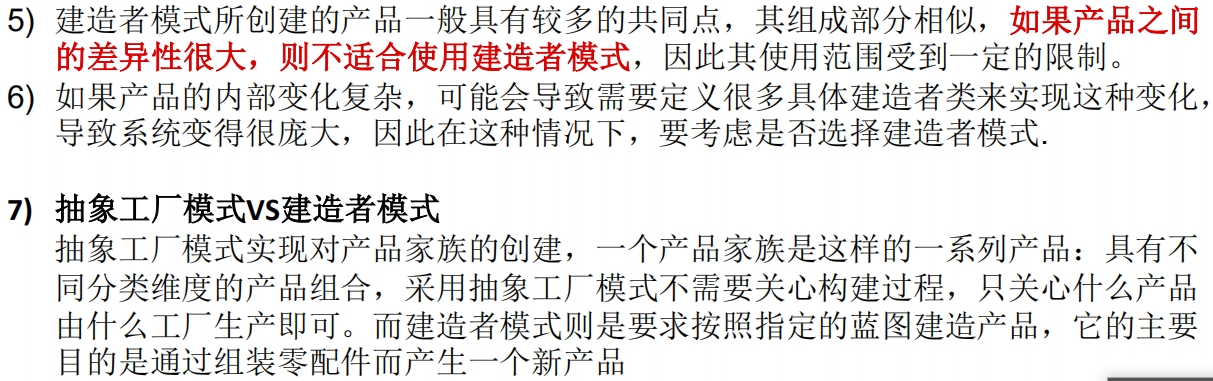 5) 建造者模式所创建的产品一般具有较多的共同点，其组成部分相似，如果产品之间
的差异性很大，则不适合使用建造者模式，因此其使用范围受到一定的限制。
6) 如果产品的内部变化复杂，可能会导致需要定义很多具体建造者类来实现这种变化，
导致系统变得很庞大，因此在这种情况下，要考虑是否选择建造者模式.
7) 抽象工厂模式VS建造者模式
抽象工厂模式实现对产品家族的创建，一个产品家族是这样的一系列产品：具有不
同分类维度的产品组合，采用抽象工厂模式不需要关心构建过程，只关心什么产品
由什么工厂生产即可。而建造者模式则是要求按照指定的蓝图建造产品，它的主要
目的是通过组装零配件而产生一个新产品